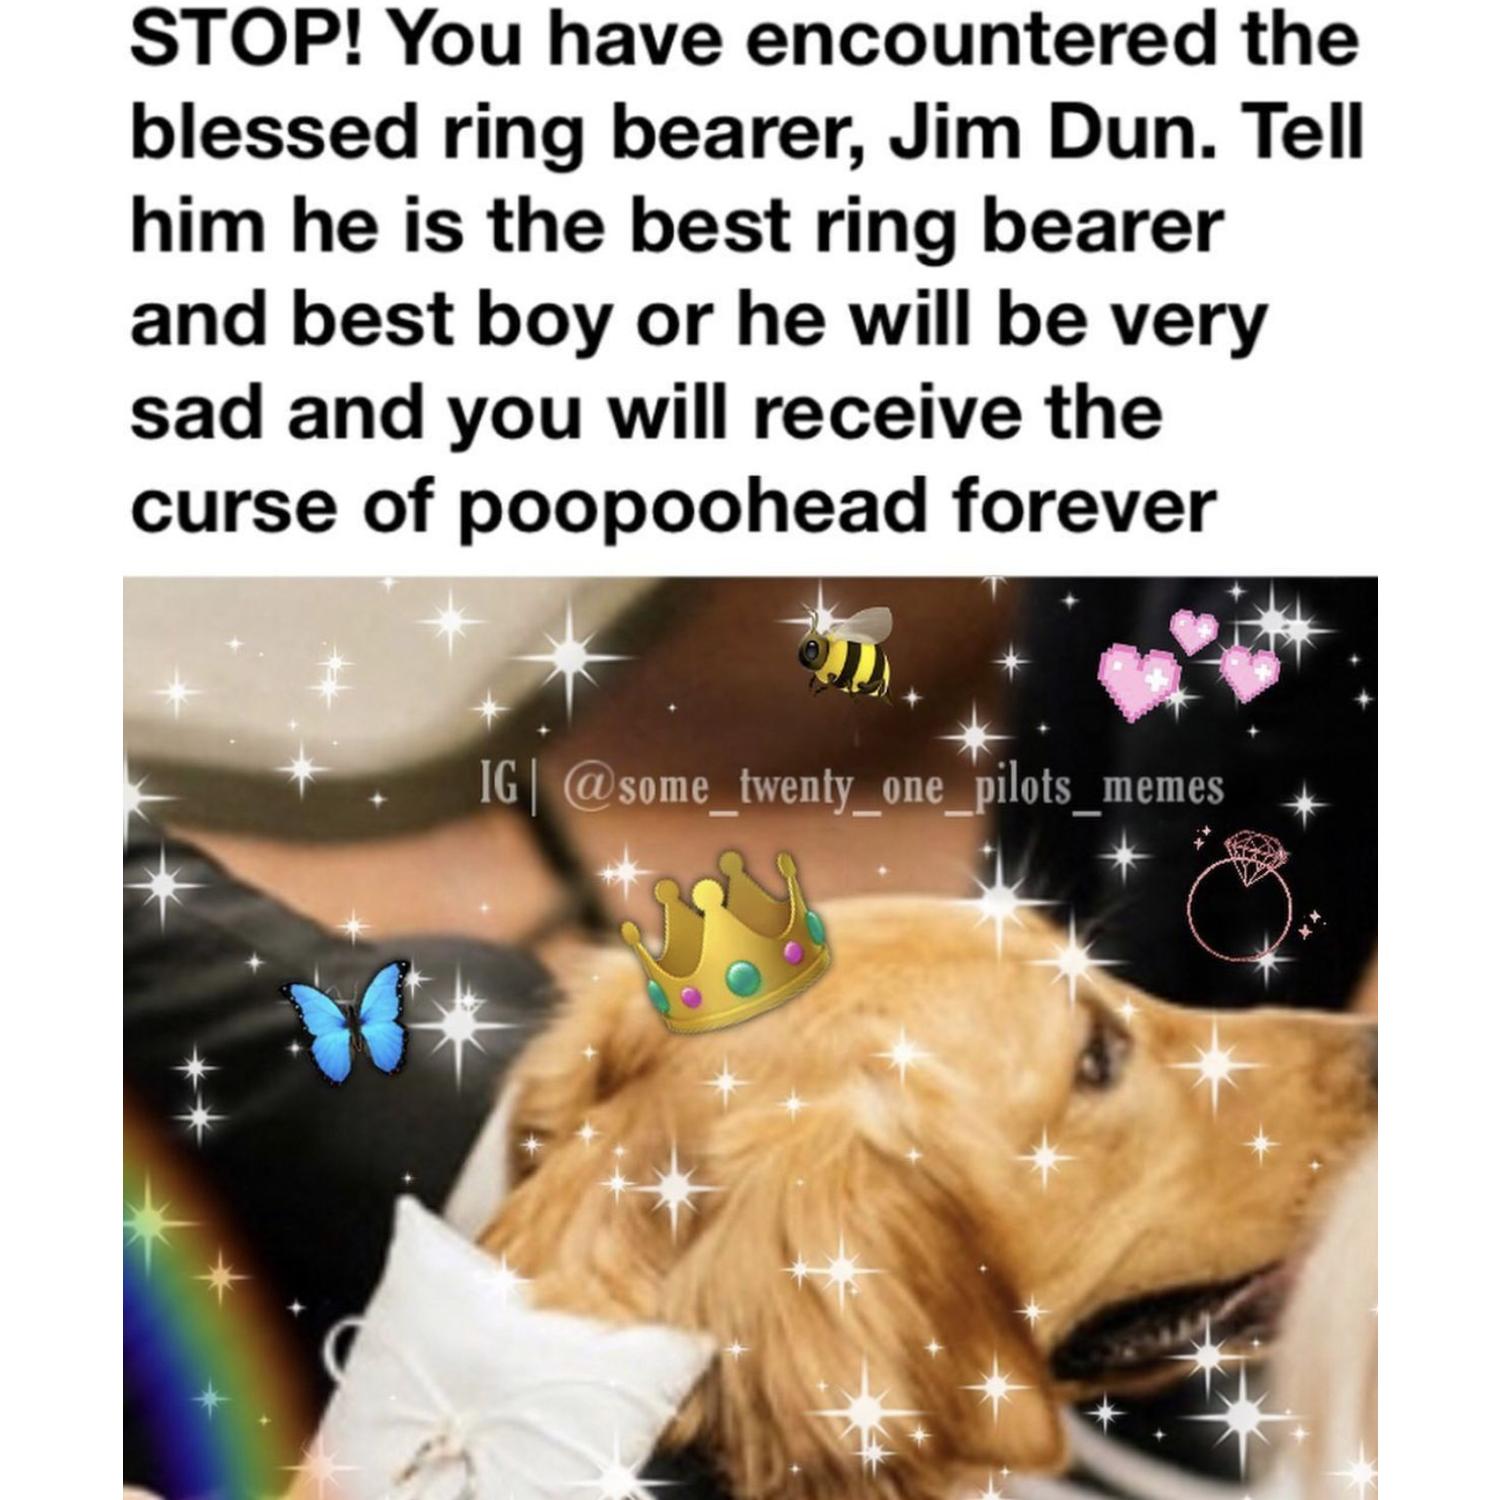 STOP! You have encountered the
blessed ring bearer, Jim Dun. Tell
him he is the best ring bearer
and best boy or he will be very
sad and you will receive the
curse of poopoohead forever
IG| @some_twenty_one_pilots_memes